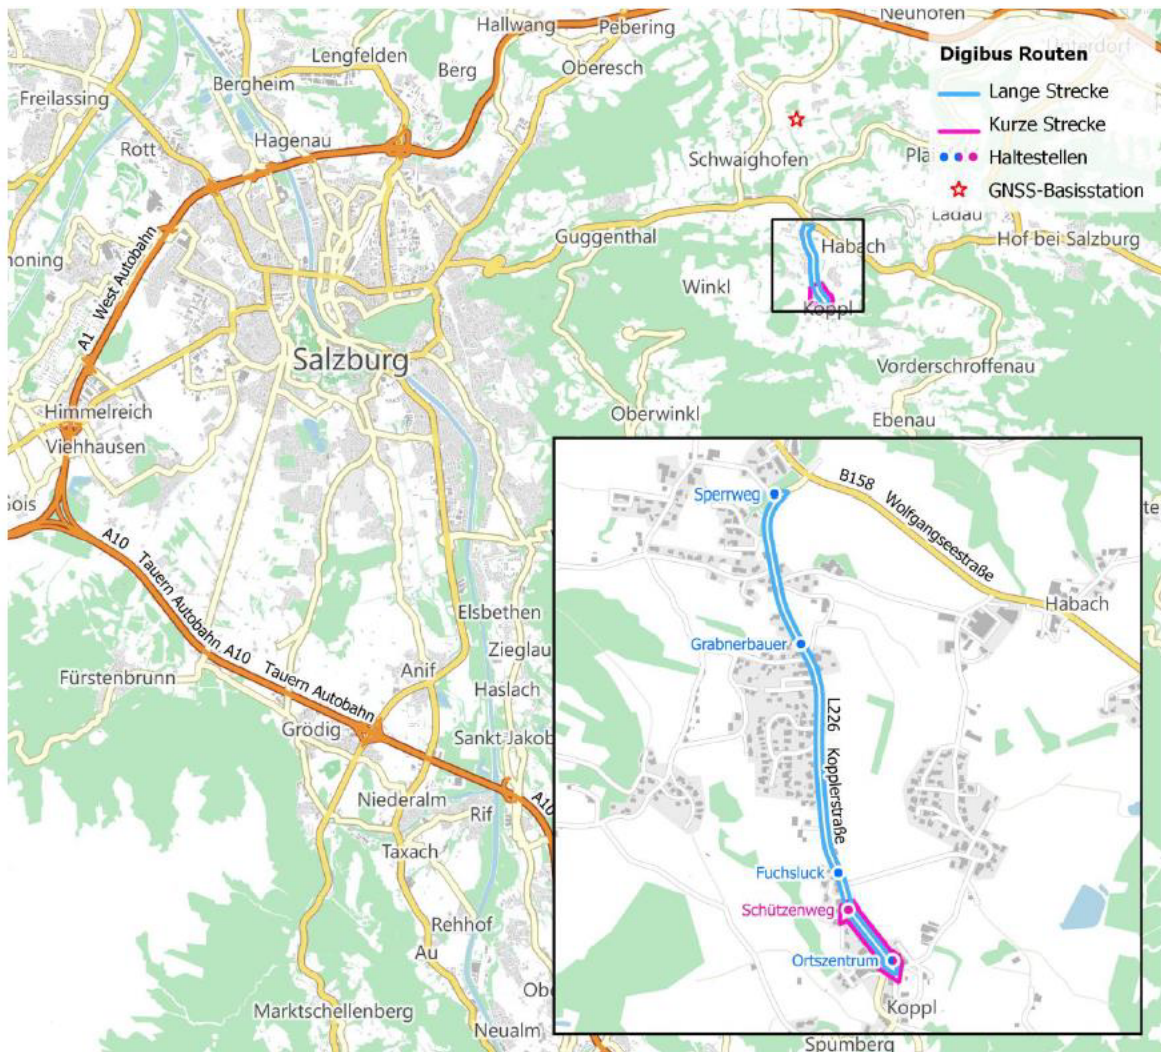 Hallwang
Pebering
Neuhofen
Lengfelden
Berg
Oberesch
Bergheim
Freilassing
Rott
Hagenau
Digibus Routen
Lange Strecke
Kurze Strecke
Haltestellen
GNSS-Basisstation
Schwaighofen
Pla
Ladau
Guggenthal
Habach
Hof bei Salzburg
Winkl
Koppl
A1 West Autobahn
Salzburg
Vorderschroffenau
Oberwinkl
Ebenau
Himmelreich
Viehhausen
A10 Tauern Autobahn
A10 Tauern Autobahn
Elsbethen
Zieglau
Fürstenbrunn
Anif
Haslach
Grödig
Sankt Jakob
A10
Niederalm
Rif
Taxach
Rehhof
Au
Marktschellenberg
Neualm
Spumberg
Sperrweg
B158 Wolfgangseestraße
Habach
Grabnerbauer
L226 Kopplerstraße
Fuchsluck
Schützenweg
Ortszentrum
Koppl